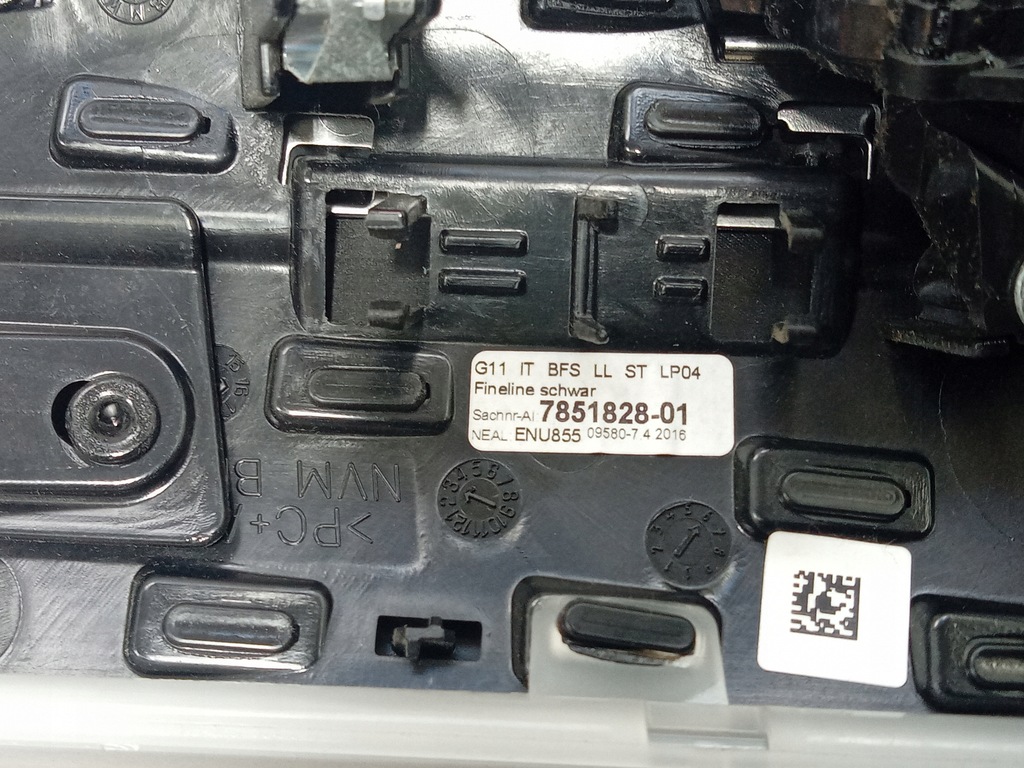 G11 IT BFS LL ST LP04
Fineline schwar
Sachnr-AI 7851828-01
NEAL ENU855 09580-7 4 2016
NVM B
>PC+